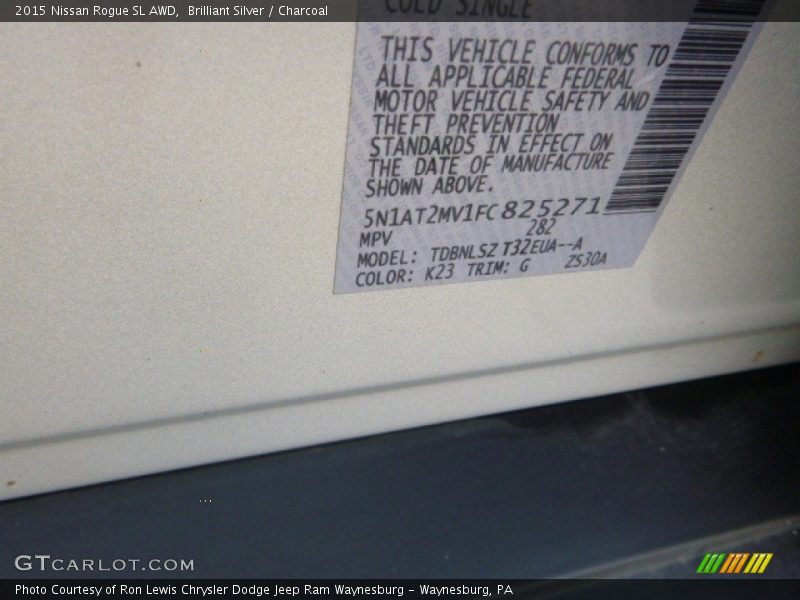 2015 Nissan Rogue SL AWD, Brilliant Silver / Charcoal
COLD SINGLE
THIS VEHICLE CONFORMS TO
ALL APPLICABLE FEDERAL
MOTOR VEHICLE SAFETY AND
THEFT PREVENTION
STANDARDS IN EFFECT ON
THE DATE OF MANUFACTURE
SHOWN ABOVE.
5N1AT2MV1FC825271
282
MPV
MODEL: TDBNLSZ T32EUA--A
COLOR: K23 TRIM: G ZS30A
GTCARLOT.COM
Photo Courtesy of Ron Lewis Chrysler Dodge Jeep Ram Waynesburg – Waynesburg, PA